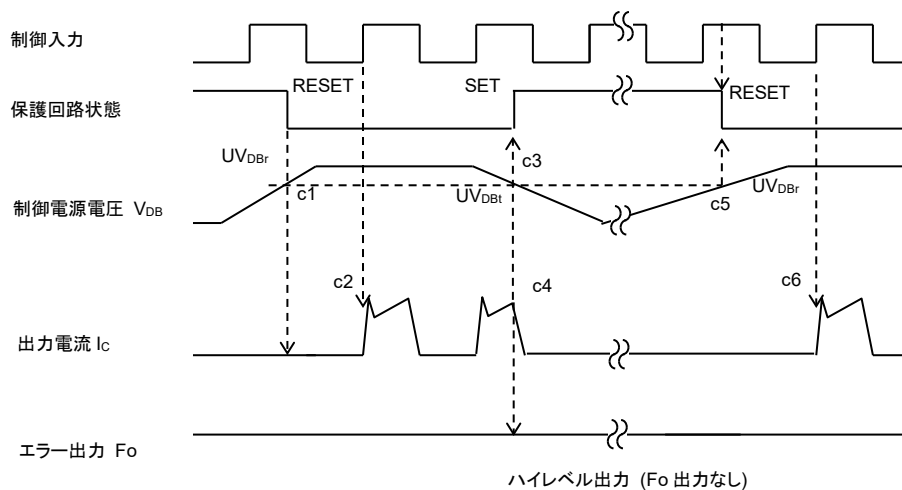 制御入力
RESET
SET
RESET
保護回路状態
UVDBr
c3
c1
UVDBt
c5
UVDBr
制御電源電圧 VDB
c2
c4
c6
出力電流 Ic
エラー出力 Fo
ハイレベル出力 (Fo 出力なし)